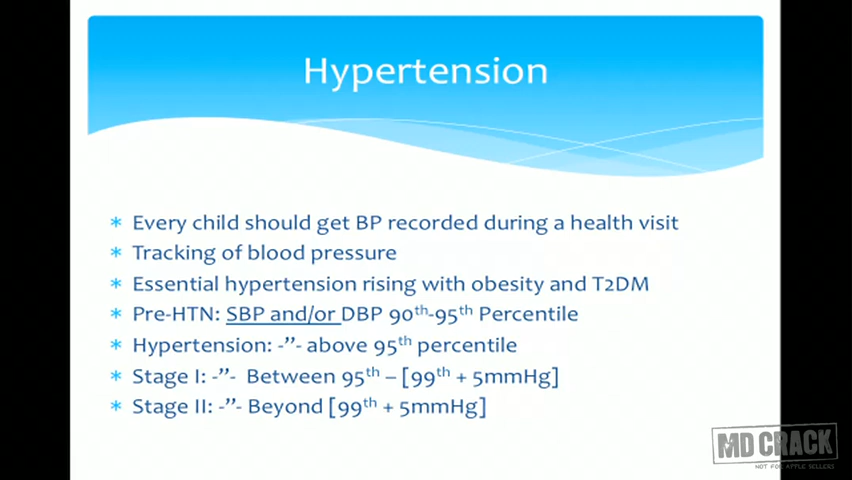 Hypertension
* Every child should get BP recorded during a health visit
* Tracking of blood pressure
* Essential hypertension rising with obesity and T2DM
* Pre-HTN: SBP and/or DBP 90th-95th Percentile
* Hypertension: -”- above 95th percentile
* Stage I: -”- Between 95th – [99th + 5mmHg]
* Stage II: -”- Beyond [99th + 5mmHg]
MD CRACK
NOT FOR APPLE SELLERS